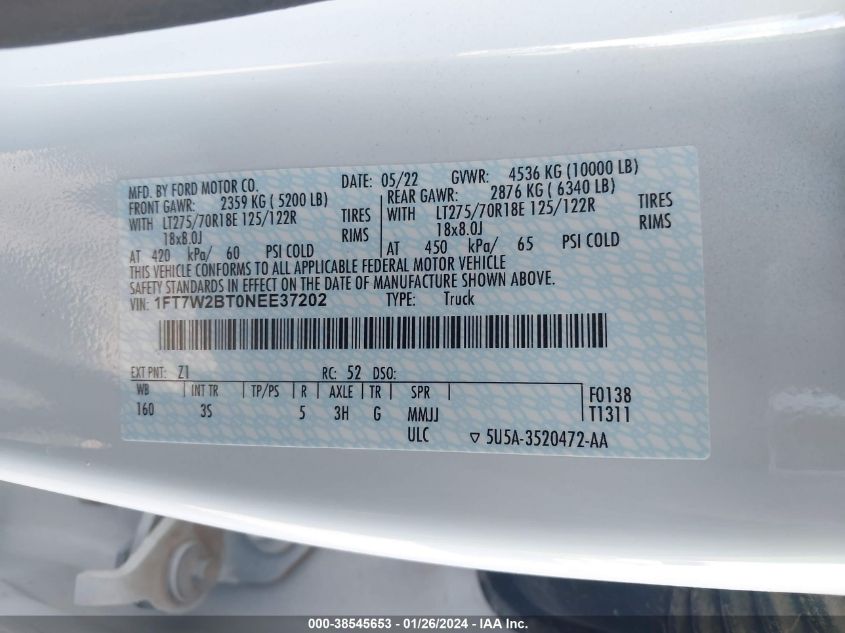 MFD. BY FORD MOTOR CO. DATE: 05/22 GVWR: 4536 KG (10000 LB)
FRONT GAWR: 2359 KG ( 5200 LB) REAR GAWR: 2876 KG ( 6340 LB)
WITH LT275/70R18E 125/122R TIRES WITH LT275/70R18E 125/122R TIRES
18x8.0J RIMS 18x8.0J RIMS
AT 420 kPa/ 60 PSI COLD AT 450 kPa/ 65 PSI COLD
THIS VEHICLE CONFORMS TO ALL APPLICABLE FEDERAL MOTOR VEHICLE
SAFETY STANDARDS IN EFFECT ON THE DATE OF MANUFACTURE SHOWN ABOVE.
VIN: 1FT7W2BT0NEE37202 TYPE: Truck
EXT PNT: Z1 RC: 52 DSO:
WB INT TR TP/PS R AXLE TR SPR F0138
160 3S 5 3H G MMJJ T1311
ULC ▽ 5U5A-3520472-AA
000-38545653 - 01/26/2024 - IAA Inc.